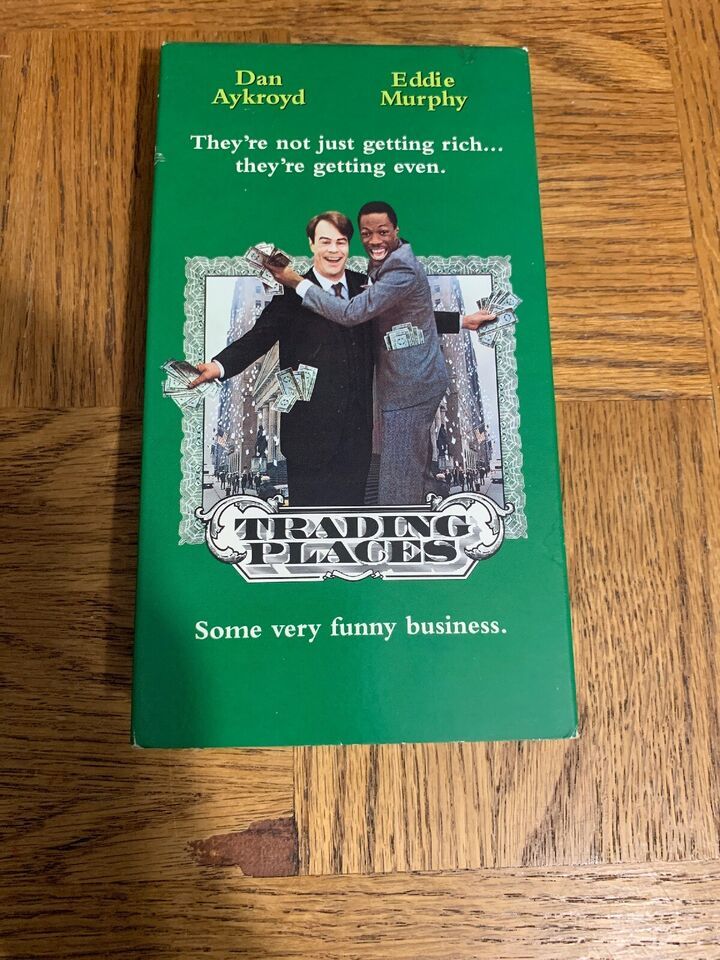 Dan Eddie
Aykroyd Murphy
They're not just getting rich...
they're getting even.
TRADING
PLACES
Some very funny business.